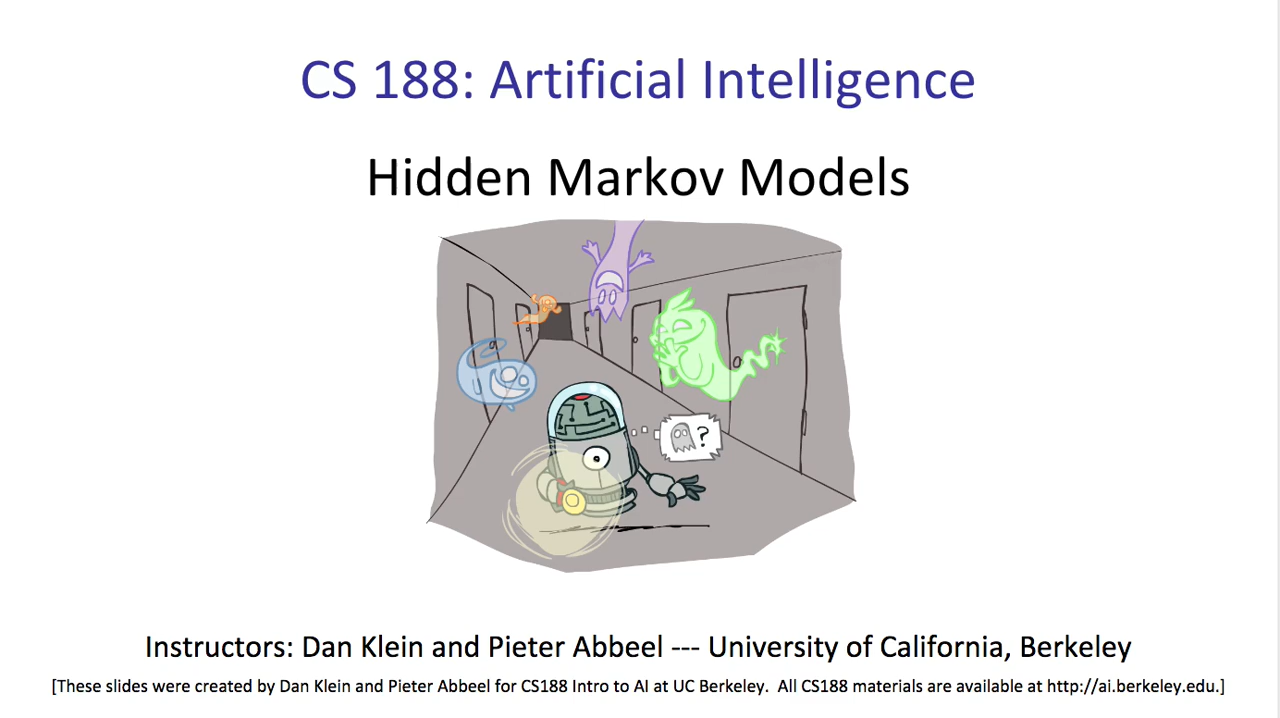 CS 188: Artificial Intelligence
Hidden Markov Models
?
Instructors: Dan Klein and Pieter Abbeel --- University of California, Berkeley
[These slides were created by Dan Klein and Pieter Abbeel for CS188 Intro to AI at UC Berkeley. All CS188 materials are available at http://ai.berkeley.edu.]